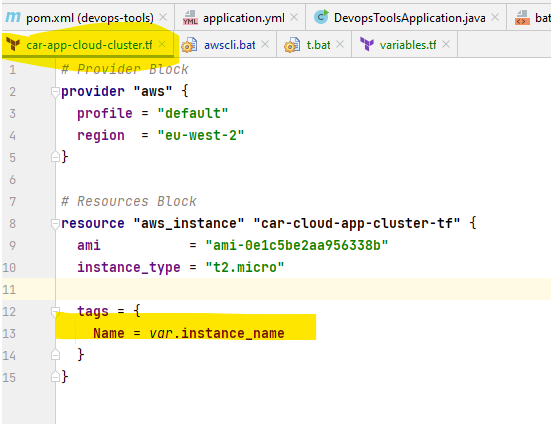 pom.xml (devops-tools) application.yml DevopsToolsApplication.java bat
car-app-cloud-cluster.tf awscli.bat t.bat variables.tf
1 # Provider Block
2 provider "aws" {
3 profile = "default"
4 region = "eu-west-2"
5 }
6
7 # Resources Block
8 resource "aws_instance" "car-cloud-app-cluster-tf" {
9 ami = "ami-0e1c5be2aa956338b"
10 instance_type = "t2.micro"
11
12 tags = {
13 Name = var.instance_name
14 }
15 }